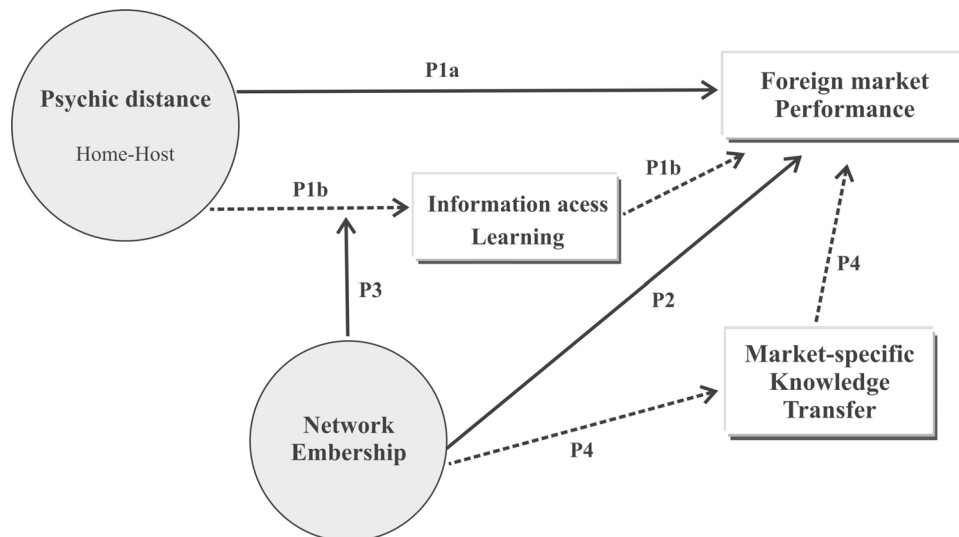 P1a
Psychic distance
Home-Host
Foreign market
Performance
P1b
P1b
Information acess
Learning
P3
P2
P4
Market-specific
Knowledge
Transfer
Network
Embership
P4